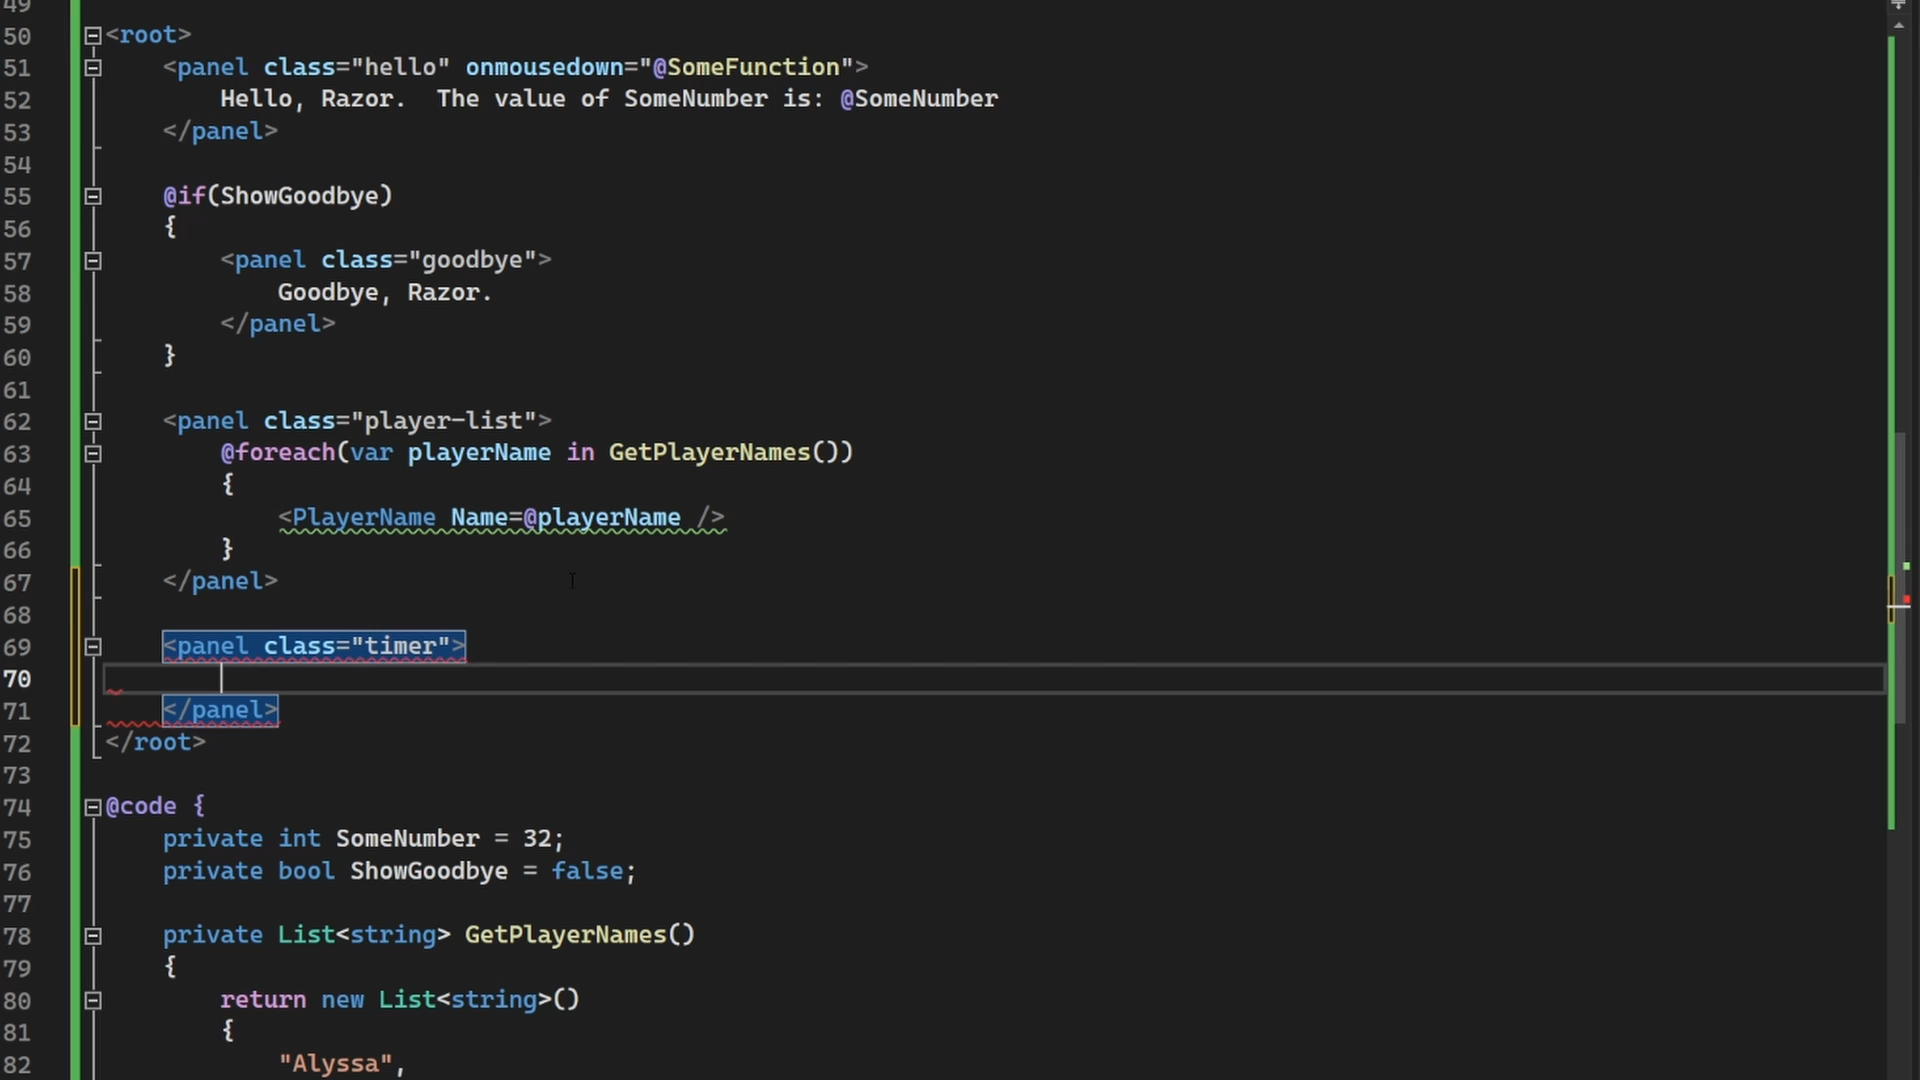 49
50 <root>
51 <panel class="hello" onmousedown="@SomeFunction">
52 Hello, Razor.  The value of SomeNumber is: @SomeNumber
53 </panel>
54
55 @if(ShowGoodbye)
56 {
57 <panel class="goodbye">
58 Goodbye, Razor.
59 </panel>
60 }
61
62 <panel class="player-list">
63 @foreach(var playerName in GetPlayerNames())
64 {
65 <PlayerName Name=@playerName />
66 }
67 </panel>
68
69 <panel class="timer">
70
71 </panel>
72 </root>
73
74 @code {
75 private int SomeNumber = 32;
76 private bool ShowGoodbye = false;
77
78 private List<string> GetPlayerNames()
79 {
80 return new List<string>()
81 {
82 "Alyssa",